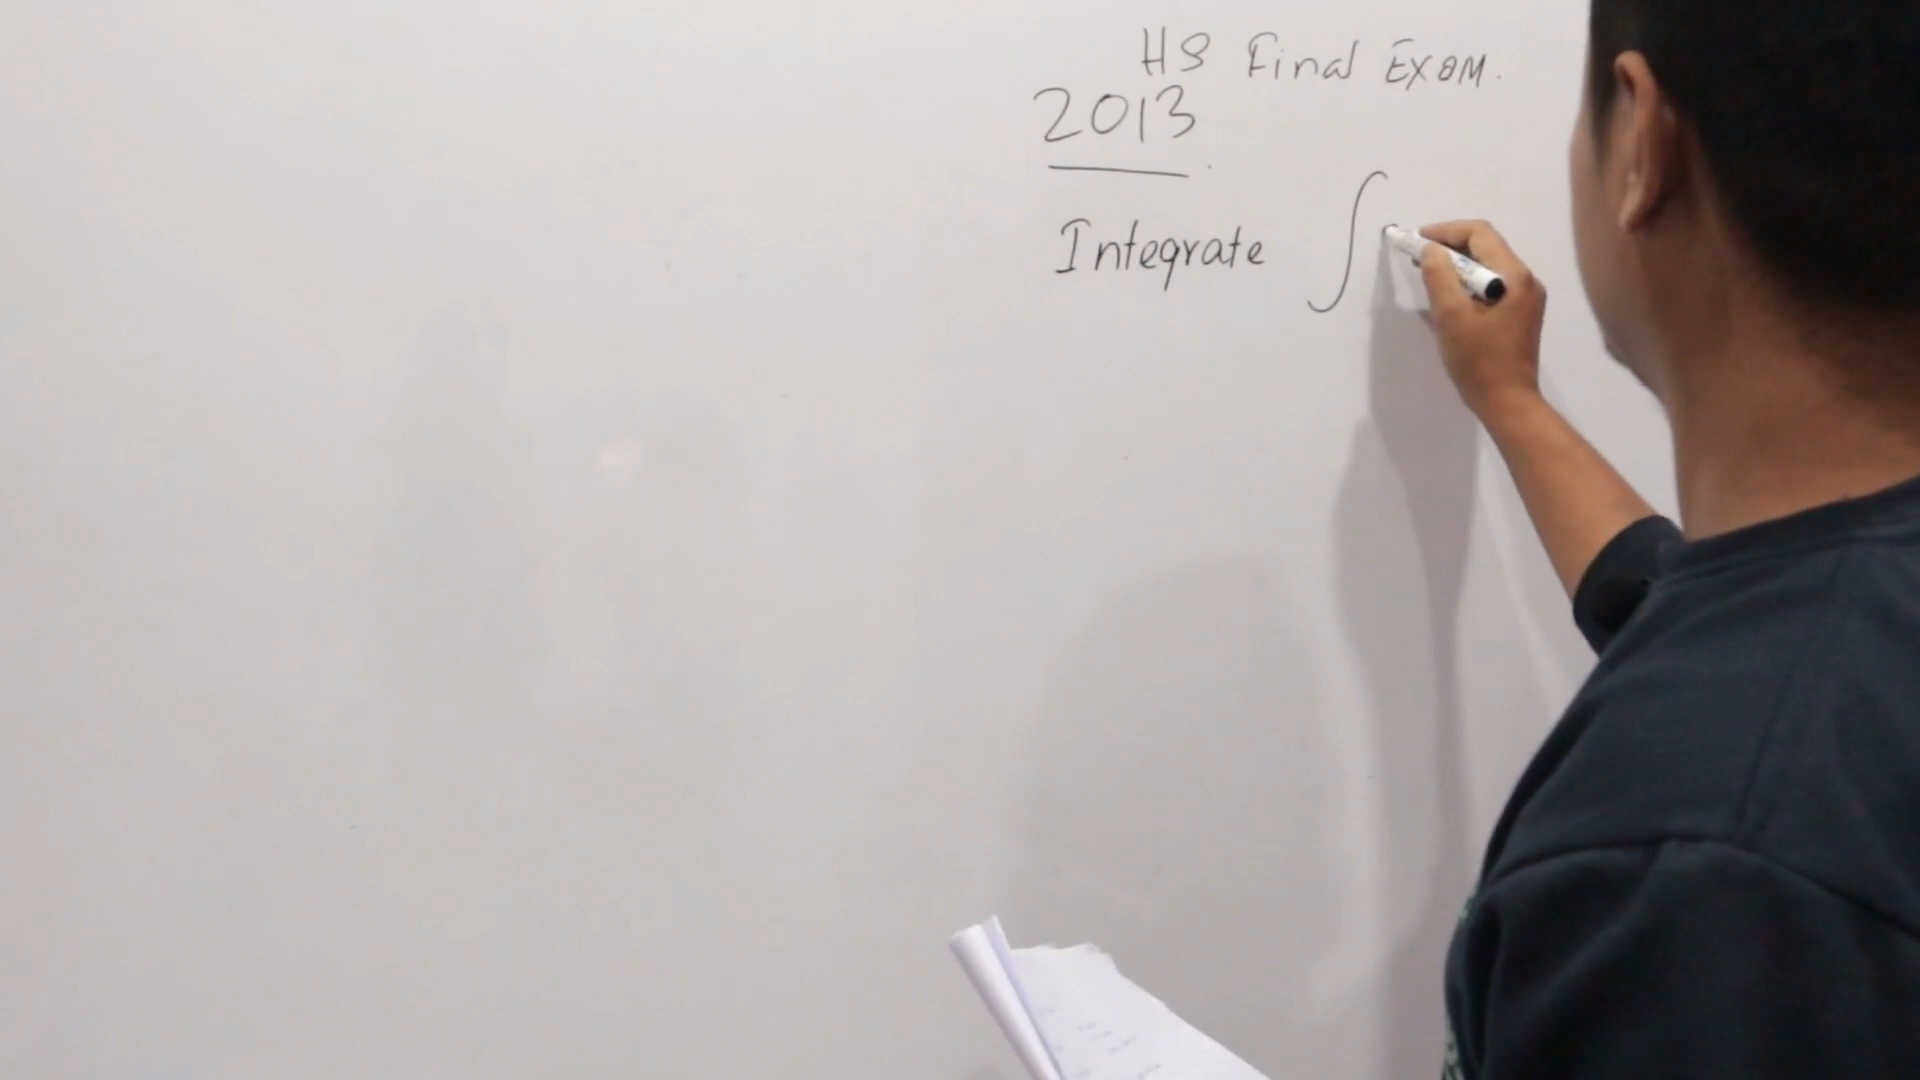 HS Final Exam.
2013
Integrate ∫